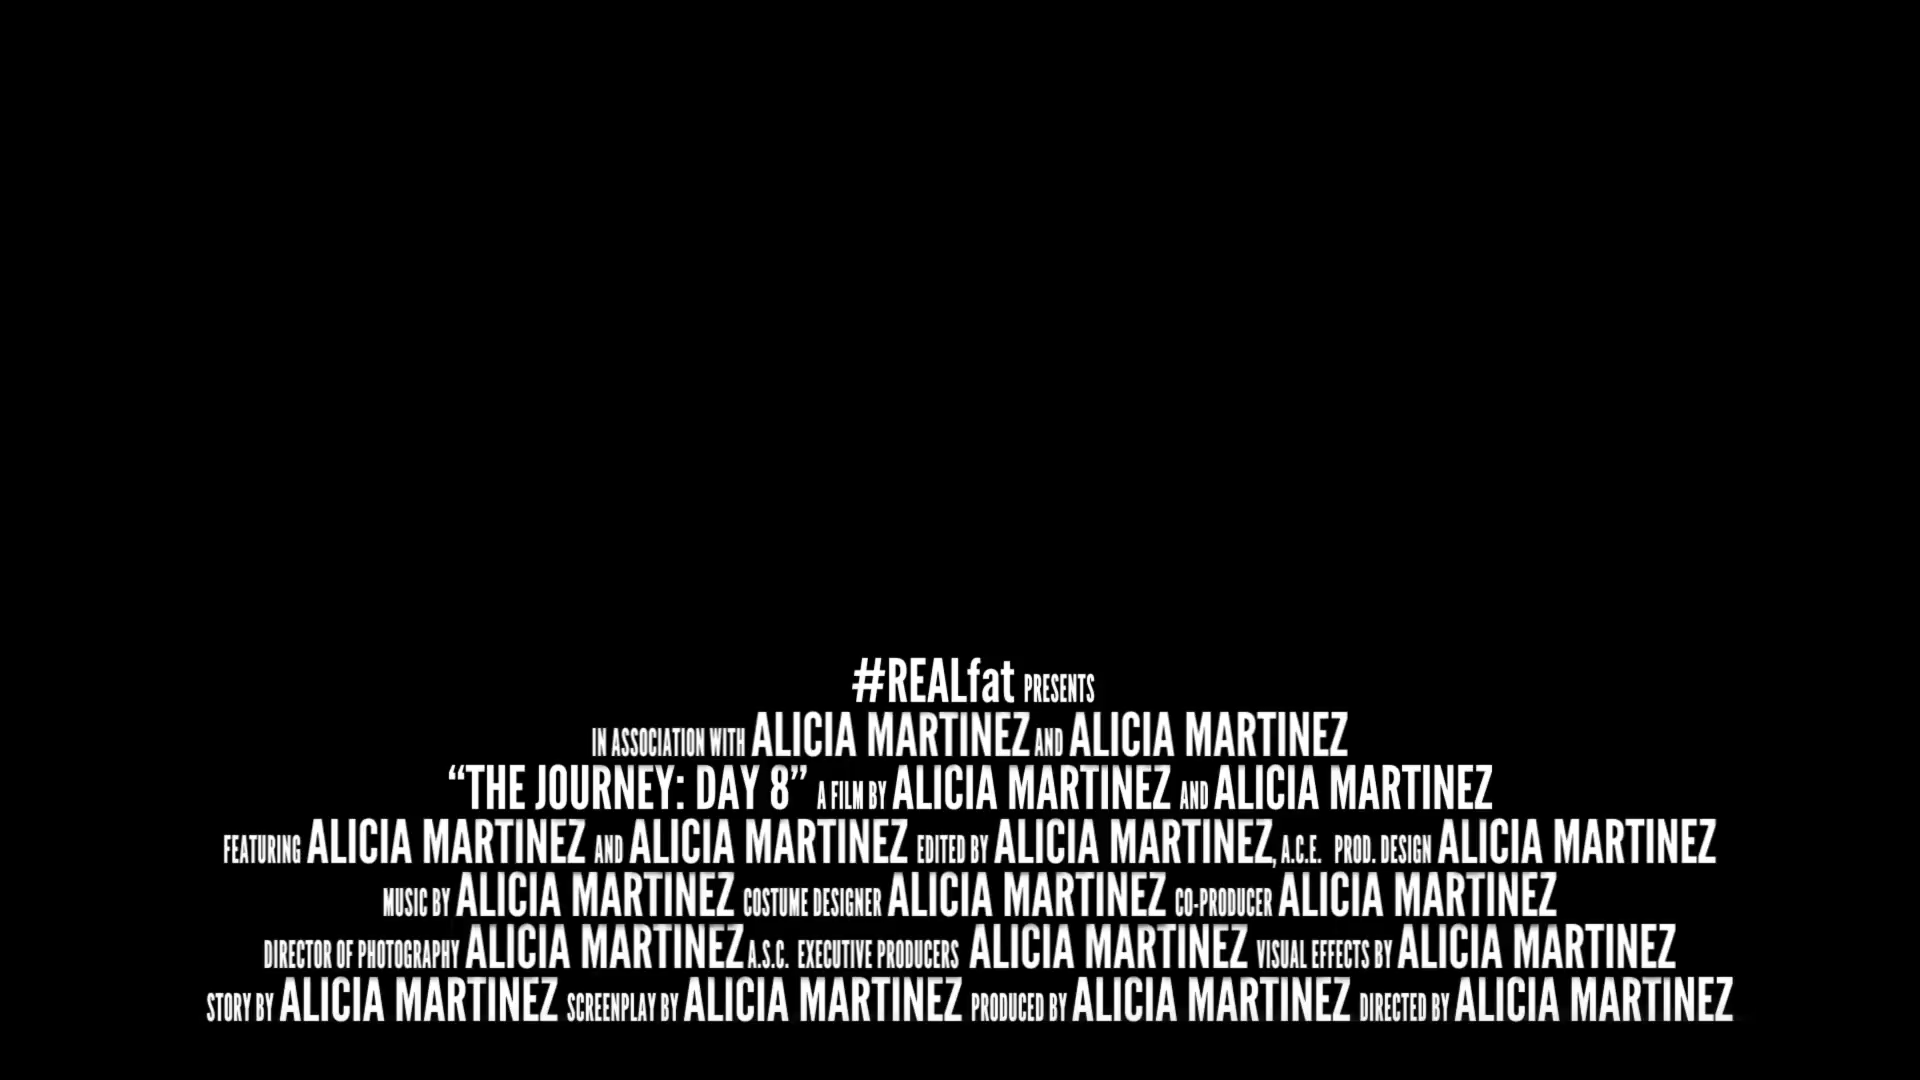 #REALfat PRESENTS
IN ASSOCIATION WITH ALICIA MARTINEZ AND ALICIA MARTINEZ
“THE JOURNEY: DAY 8” A FILM BY ALICIA MARTINEZ AND ALICIA MARTINEZ
FEATURING ALICIA MARTINEZ AND ALICIA MARTINEZ EDITED BY ALICIA MARTINEZ, A.C.E. PROD. DESIGN ALICIA MARTINEZ
MUSIC BY ALICIA MARTINEZ COSTUME DESIGNER ALICIA MARTINEZ CO-PRODUCER ALICIA MARTINEZ
DIRECTOR OF PHOTOGRAPHY ALICIA MARTINEZ A.S.C. EXECUTIVE PRODUCERS ALICIA MARTINEZ VISUAL EFFECTS BY ALICIA MARTINEZ
STORY BY ALICIA MARTINEZ SCREENPLAY BY ALICIA MARTINEZ PRODUCED BY ALICIA MARTINEZ DIRECTED BY ALICIA MARTINEZ